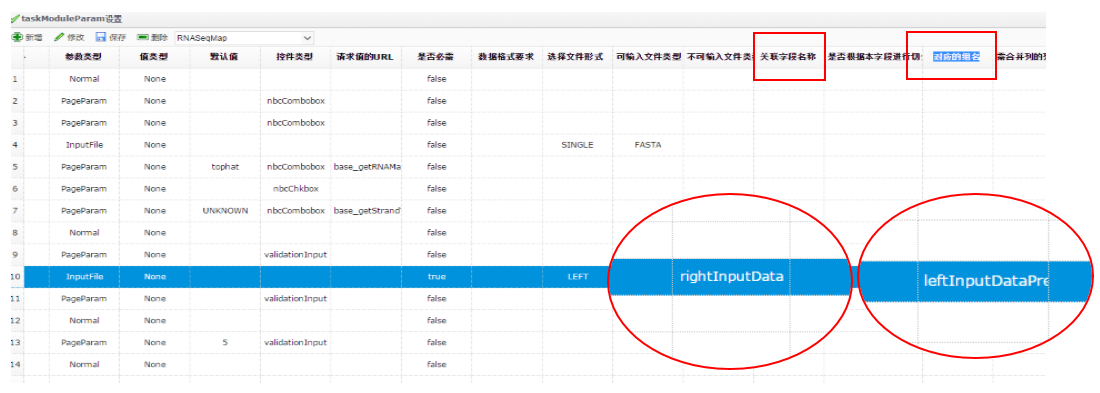 taskModuleParam设置
新增 修改 保存 删除 RNASeqMap
参数类型 值类型 默认值 控件类型 请求值的URL 是否必需 数据格式要求 选择文件形式 可输入文件类型 不可输入文件类 关联字段名称 是否根据本字段进行切 对应的组名 需合并列的
1 Normal None false
2 PageParam None nbcCombobox false
3 PageParam None nbcCombobox false
4 InputFile None false SINGLE FASTA
5 PageParam None tophat nbcCombobox base_getRNAMa false
6 PageParam None nbcChkbox false
7 PageParam None UNKNOWN nbcCombobox base_getStrand false
8 Normal None false
9 PageParam None validationInput false
10 InputFile None true LEFT rightInputData leftInputDataPre
11 PageParam None validationInput false
12 Normal None false
13 PageParam None 5 validationInput false
14 Normal None false